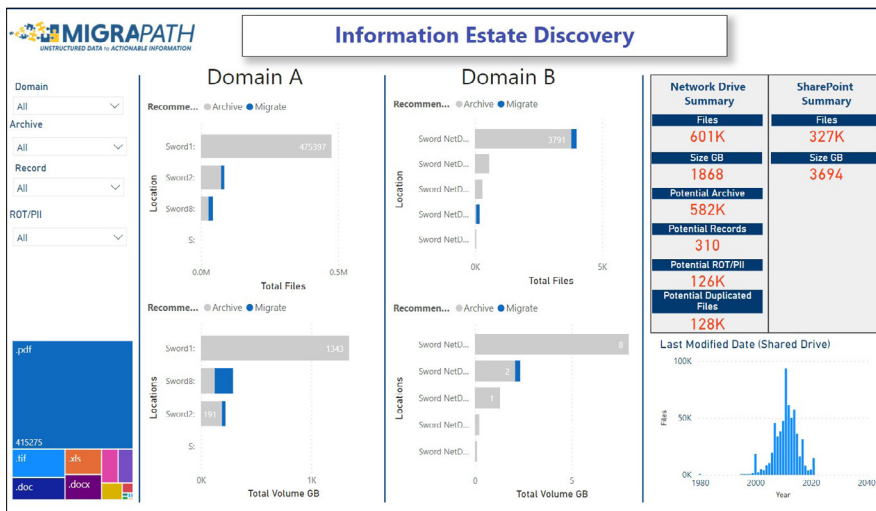 MIGRAPATH
UNSTRUCTURED DATA to ACTIONABLE INFORMATION
Information Estate Discovery
Domain
All
Archive
All
Record
All
ROT/PII
All
.pdf
415275
.tif
.xls
.doc
.docx
Domain A
Recommen... Archive Migrate
Location
Sword1:
475397
Sword2:
Sword8:
S:
0.0M 0.5M
Total Files
Recommen... Archive Migrate
Locations
Sword1:
1343
Sword8:
Sword2:
191
S:
0K 1K
Total Volume GB
Domain B
Recommen... Archive Migrate
Location
Sword NetD...
3791
Sword NetD...
Sword NetD...
Sword NetD...
Sword NetD...
0K 5K
Total Files
Recommen... Archive Migrate
Locations
Sword NetD...
8
Sword NetD...
2
Sword NetD...
1
Sword NetD...
Sword NetD...
0 5
Total Volume GB
Network Drive
Summary
Files
601K
Size GB
1868
Potential Archive
582K
Potential Records
310
Potential ROT/PII
126K
Potential Duplicated
Files
128K
SharePoint
Summary
Files
327K
Size GB
3694
Last Modified Date (Shared Drive)
100K
50K
0K
Files
1980 2000 2020 2040
Year